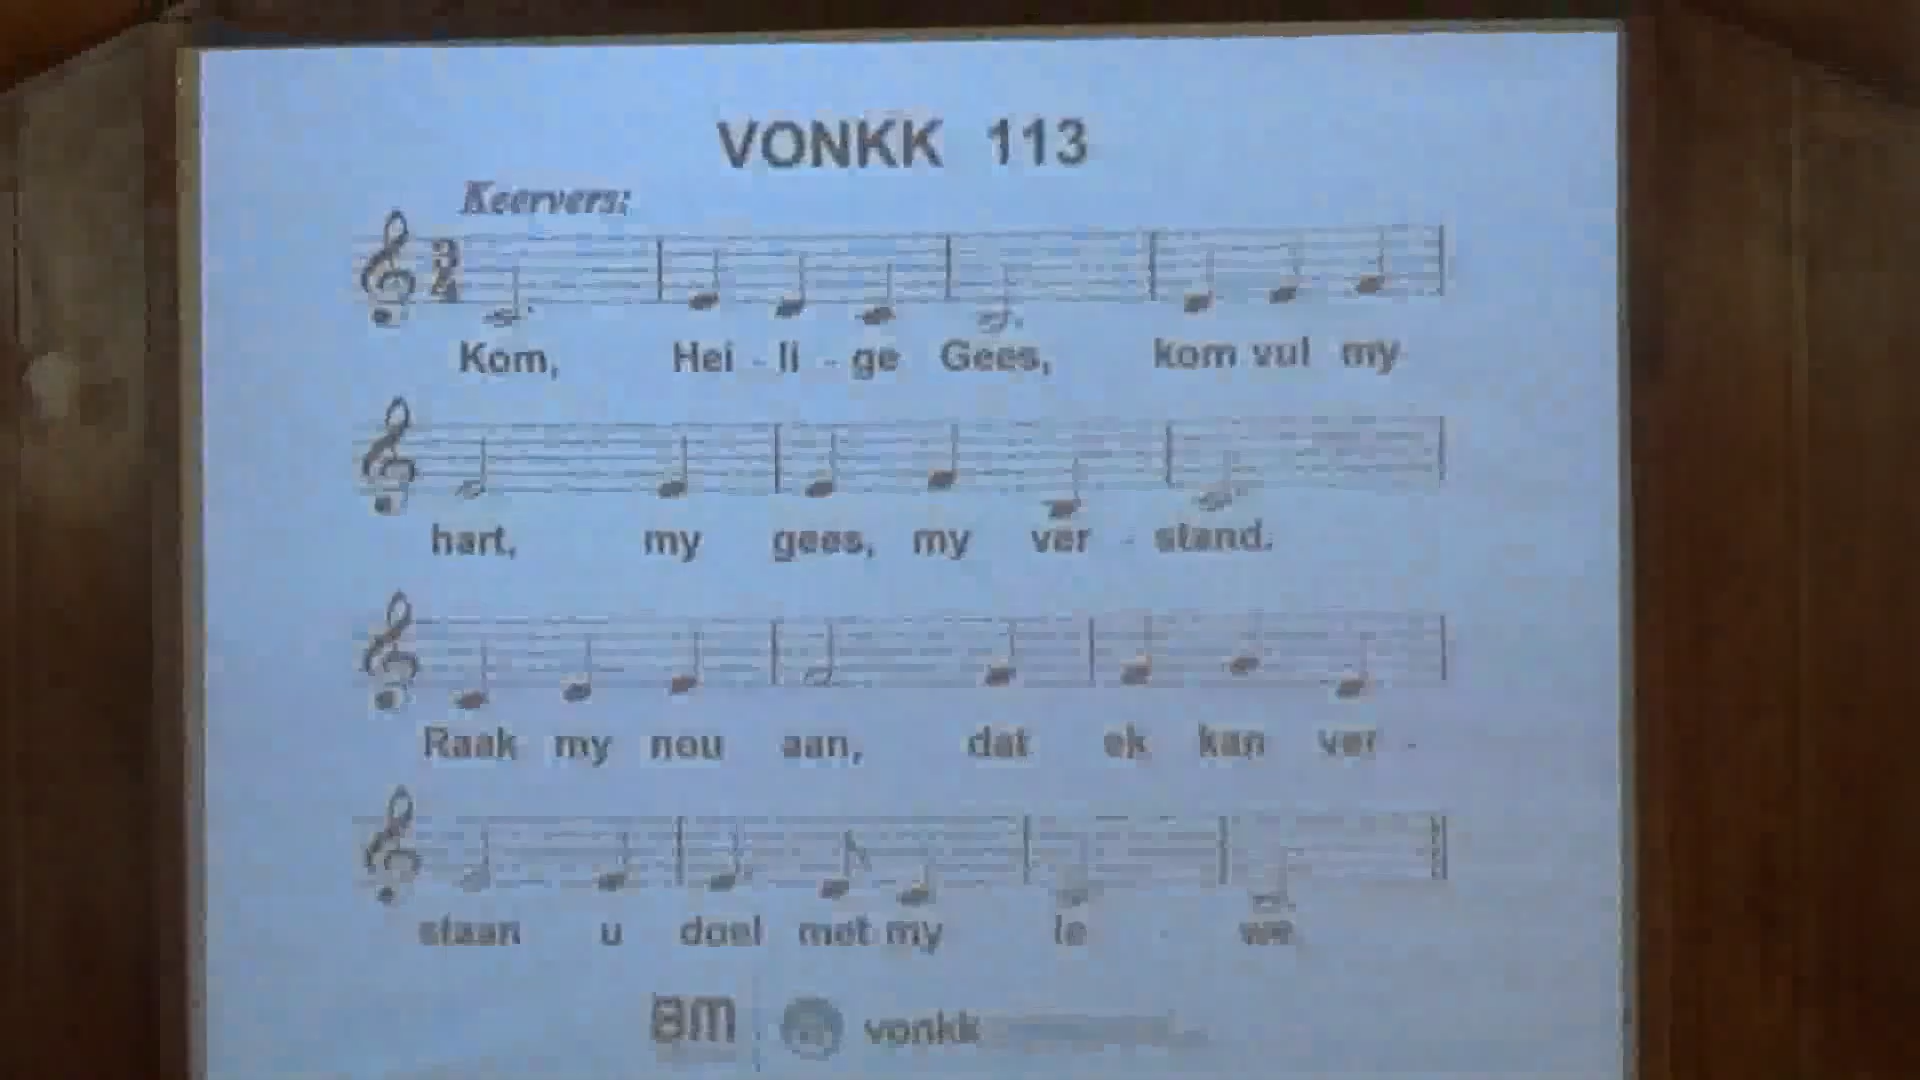 VONKK 113
Keervers:
Kom, Hei - li - ge Gees, kom vul my
hart, my gees, my ver - stand.
Raak my nou aan, dat ek kan ver -
staan u doel met my le - we.
BM vonkk